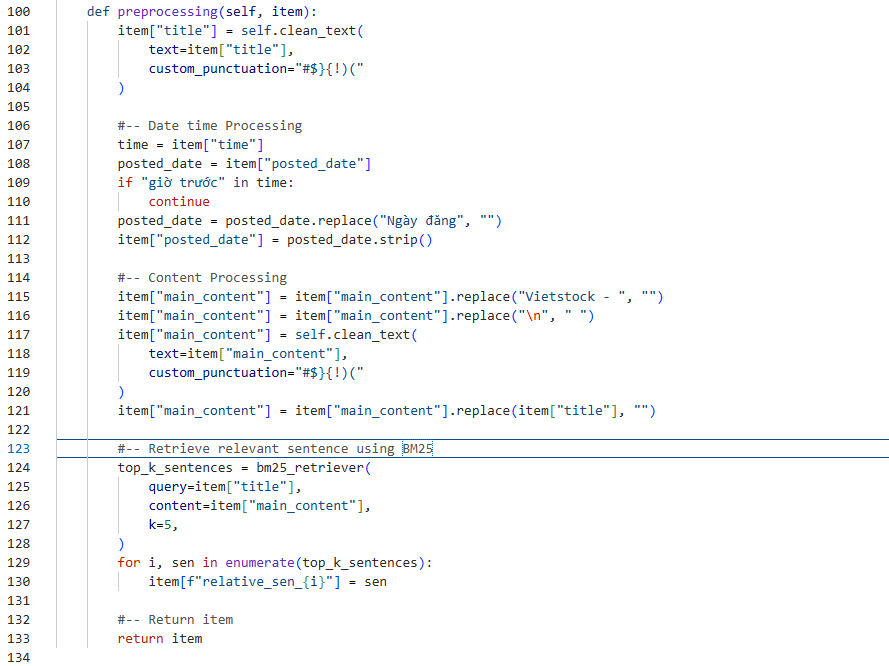 100 def preprocessing(self, item):
101 item["title"] = self.clean_text(
102 text=item["title"],
103 custom_punctuation="#$}{!)("
104 )
105
106 #-- Date time Processing
107 time = item["time"]
108 posted_date = item["posted_date"]
109 if "giờ trước" in time:
110 continue
111 posted_date = posted_date.replace("Ngày đăng", "")
112 item["posted_date"] = posted_date.strip()
113
114 #-- Content Processing
115 item["main_content"] = item["main_content"].replace("Vietstock - ", "")
116 item["main_content"] = item["main_content"].replace("\n", " ")
117 item["main_content"] = self.clean_text(
118 text=item["main_content"],
119 custom_punctuation="#$}{!)("
120 )
121 item["main_content"] = item["main_content"].replace(item["title"], "")
122
123 #-- Retrieve relevant sentence using BM25
124 top_k_sentences = bm25_retriever(
125 query=item["title"],
126 content=item["main_content"],
127 k=5,
128 )
129 for i, sen in enumerate(top_k_sentences):
130 item[f"relative_sen_{i}"] = sen
131
132 #-- Return item
133 return item
134